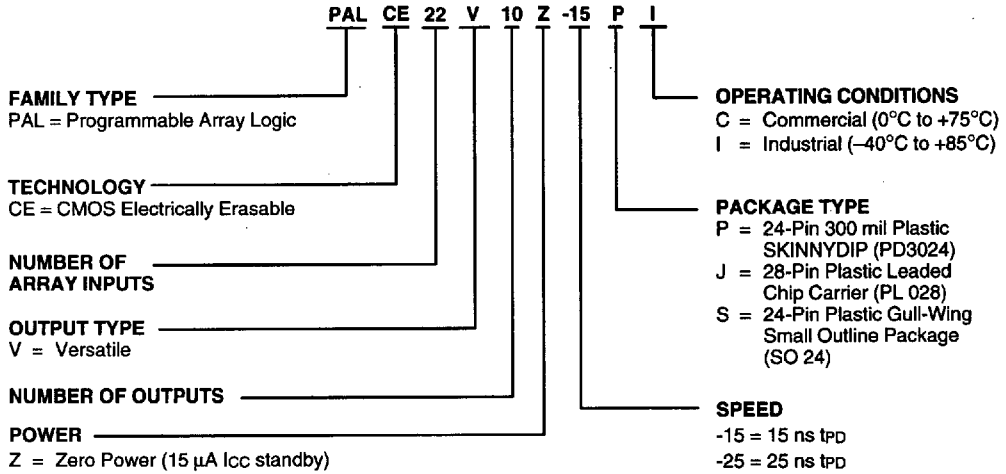 PAL CE 22 V 10 Z -15 P I
FAMILY TYPE
PAL = Programmable Array Logic
TECHNOLOGY
CE = CMOS Electrically Erasable
NUMBER OF
ARRAY INPUTS
OUTPUT TYPE
V = Versatile
NUMBER OF OUTPUTS
POWER
Z = Zero Power (15 µA ICC standby)
OPERATING CONDITIONS
C = Commercial (0°C to +75°C)
I = Industrial (–40°C to +85°C)
PACKAGE TYPE
P = 24-Pin 300 mil Plastic
SKINNYDIP (PD3024)
J = 28-Pin Plastic Leaded
Chip Carrier (PL 028)
S = 24-Pin Plastic Gull-Wing
Small Outline Package
(SO 24)
SPEED
-15 = 15 ns tPD
-25 = 25 ns tPD